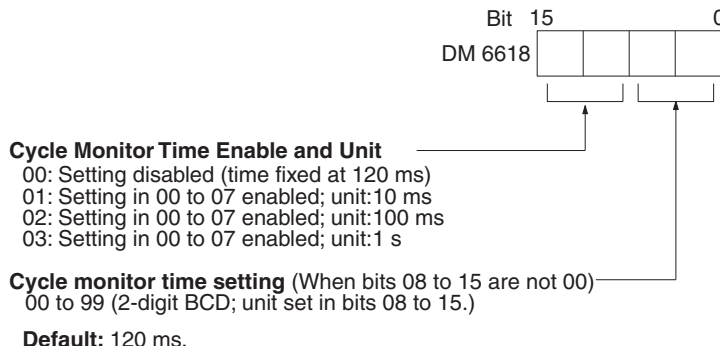 Bit 15 0
DM 6618
Cycle Monitor Time Enable and Unit
00: Setting disabled (time fixed at 120 ms)
01: Setting in 00 to 07 enabled; unit:10 ms
02: Setting in 00 to 07 enabled; unit:100 ms
03: Setting in 00 to 07 enabled; unit:1 s
Cycle monitor time setting (When bits 08 to 15 are not 00)
00 to 99 (2-digit BCD; unit set in bits 08 to 15.)
Default: 120 ms.